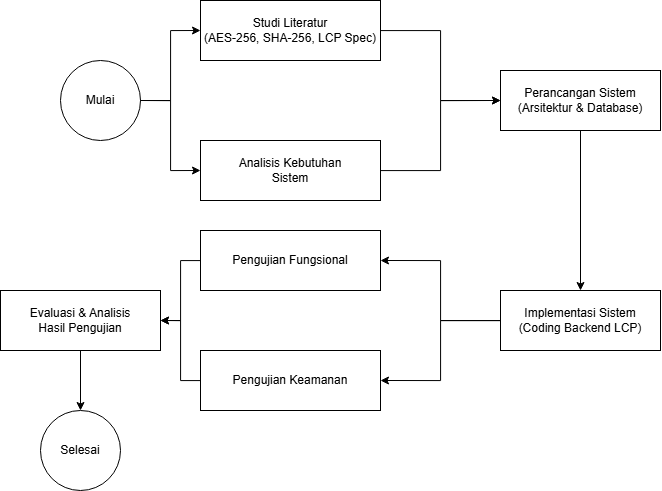 Mulai
Studi Literatur
(AES-256, SHA-256, LCP Spec)
Analisis Kebutuhan
Sistem
Perancangan Sistem
(Arsitektur & Database)
Implementasi Sistem
(Coding Backend LCP)
Pengujian Fungsional
Pengujian Keamanan
Evaluasi & Analisis
Hasil Pengujian
Selesai